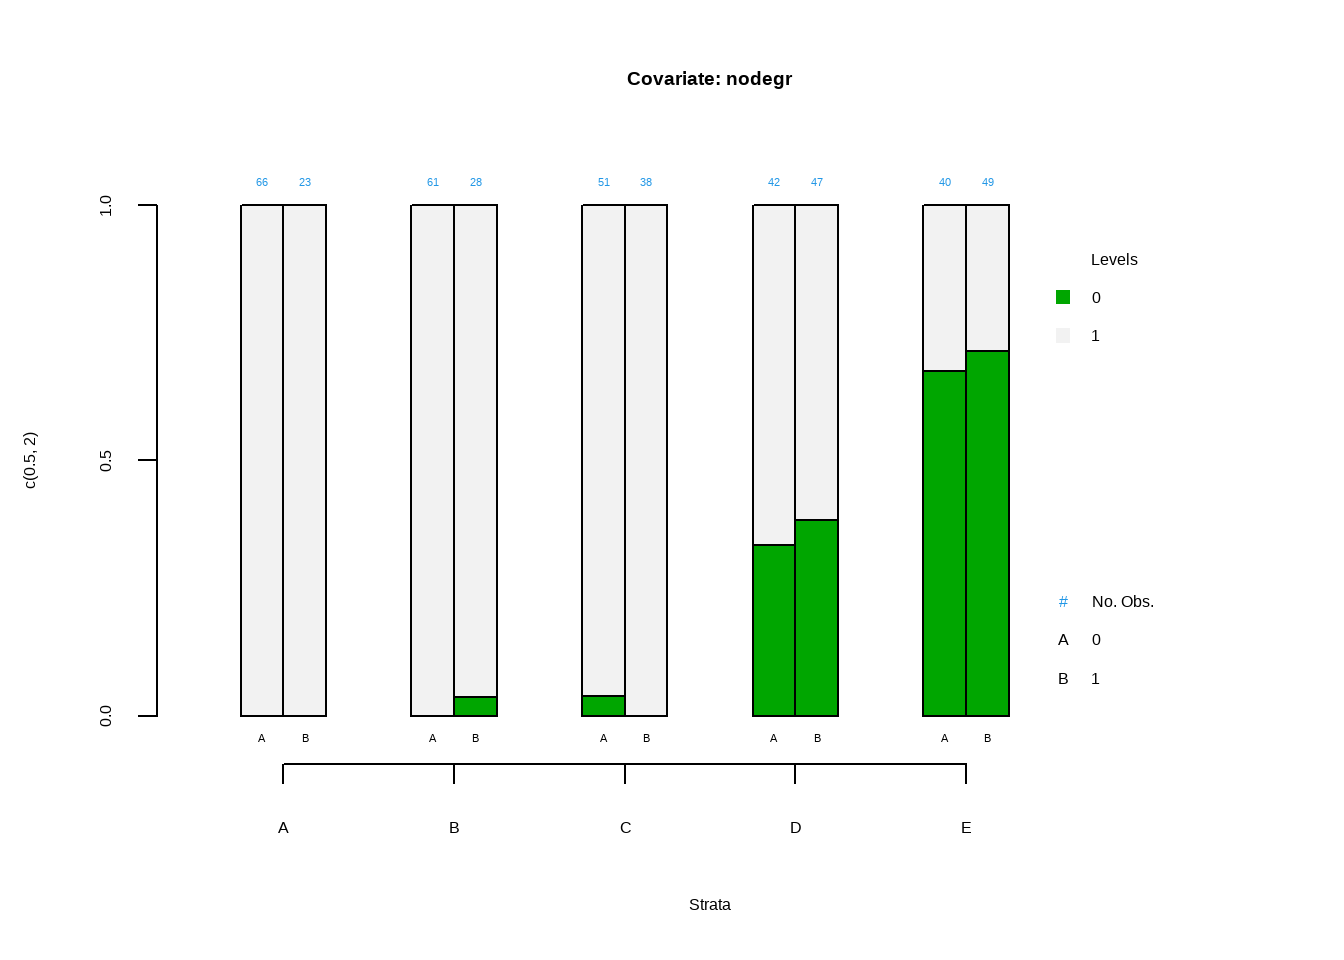 Covariate: nodegr
66 23 61 28 51 38 42 47 40 49
1.0
0.5
0.0
c(0.5, 2)
Levels
0
1
# No. Obs.
A 0
B 1
A B A B A B A B A B
A B C D E
Strata